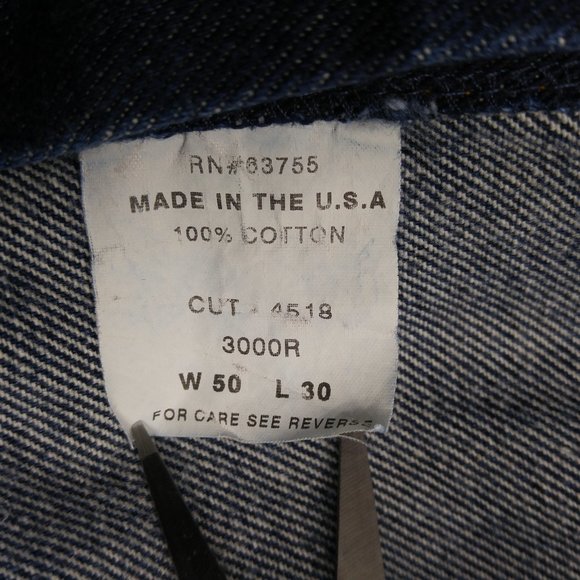 RN#63755
MADE IN THE U.S.A
100% COTTON
CUT - 4518
3000R
W 50 L 30
FOR CARE SEE REVERSE